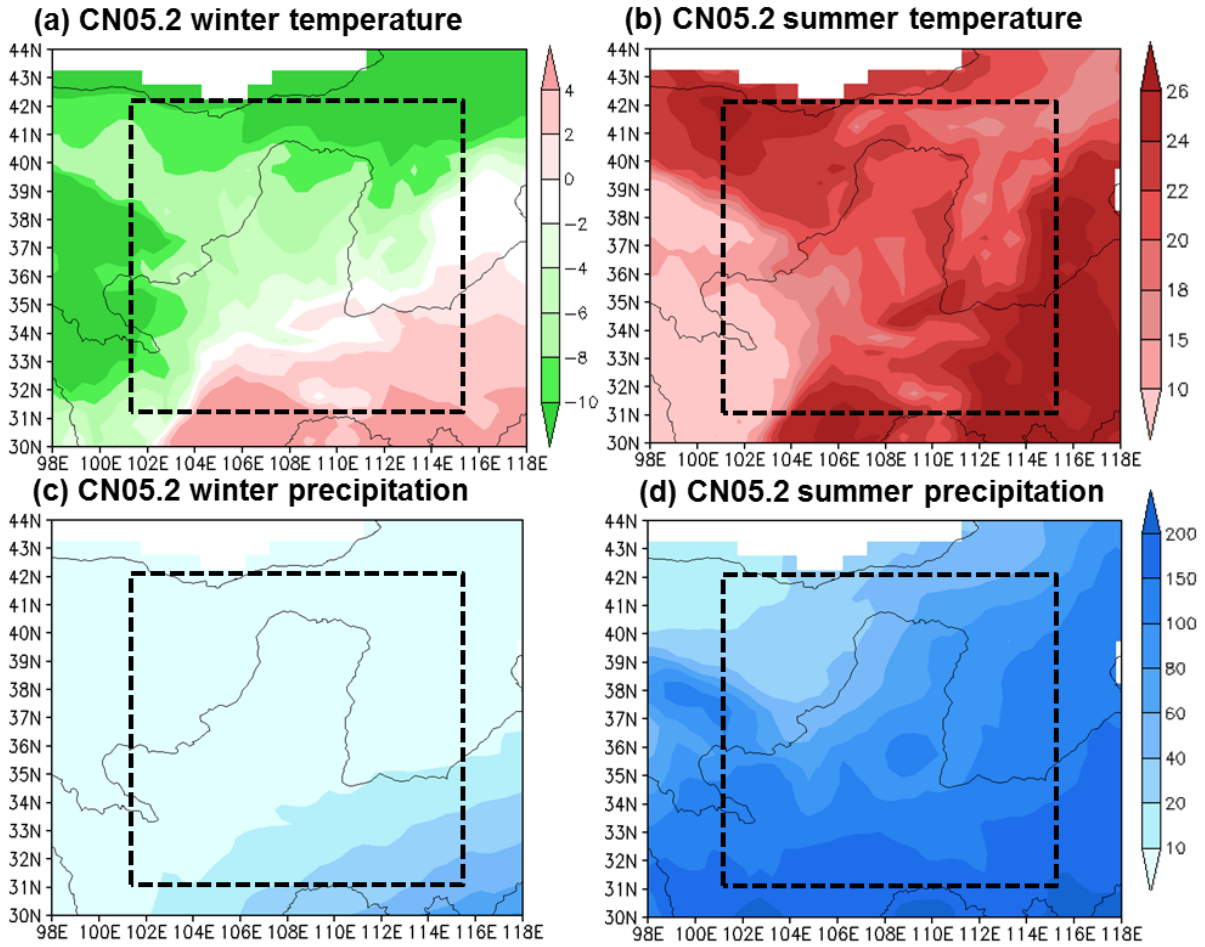 (a) CN05.2 winter temperature
(b) CN05.2 summer temperature
44N
43N
42N
41N
40N
39N
38N
37N
36N
35N
34N
33N
32N
31N
30N
98E 100E 102E 104E 106E 108E 110E 112E 114E 116E 118E
4
2
0
−2
−4
−6
−8
−10
44N
43N
42N
41N
40N
39N
38N
37N
36N
35N
34N
33N
32N
31N
30N
98E 100E 102E 104E 106E 108E 110E 112E 114E 116E 118E
26
24
22
20
18
15
10
(c) CN05.2 winter precipitation
(d) CN05.2 summer precipitation
44N
43N
42N
41N
40N
39N
38N
37N
36N
35N
34N
33N
32N
31N
30N
98E 100E 102E 104E 106E 108E 110E 112E 114E 116E 118E
44N
43N
42N
41N
40N
39N
38N
37N
36N
35N
34N
33N
32N
31N
30N
98E 100E 102E 104E 106E 108E 110E 112E 114E 116E 118E
200
150
100
80
60
40
20
10